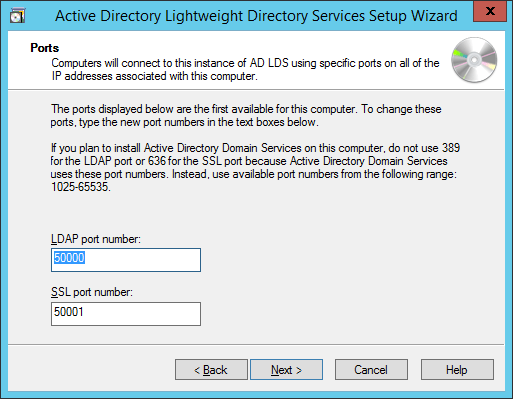 Active Directory Lightweight Directory Services Setup Wizard
Ports
Computers will connect to this instance of AD LDS using specific ports on all of the
IP addresses associated with this computer.
The ports displayed below are the first available for this computer. To change these
ports, type the new port numbers in the text boxes below.
If you plan to install Active Directory Domain Services on this computer, do not use 389
for the LDAP port or 636 for the SSL port because Active Directory Domain Services
uses these port numbers. Instead, use available port numbers from the following range:
1025-65535.
LDAP port number:
50000
SSL port number:
50001
< Back Next > Cancel Help